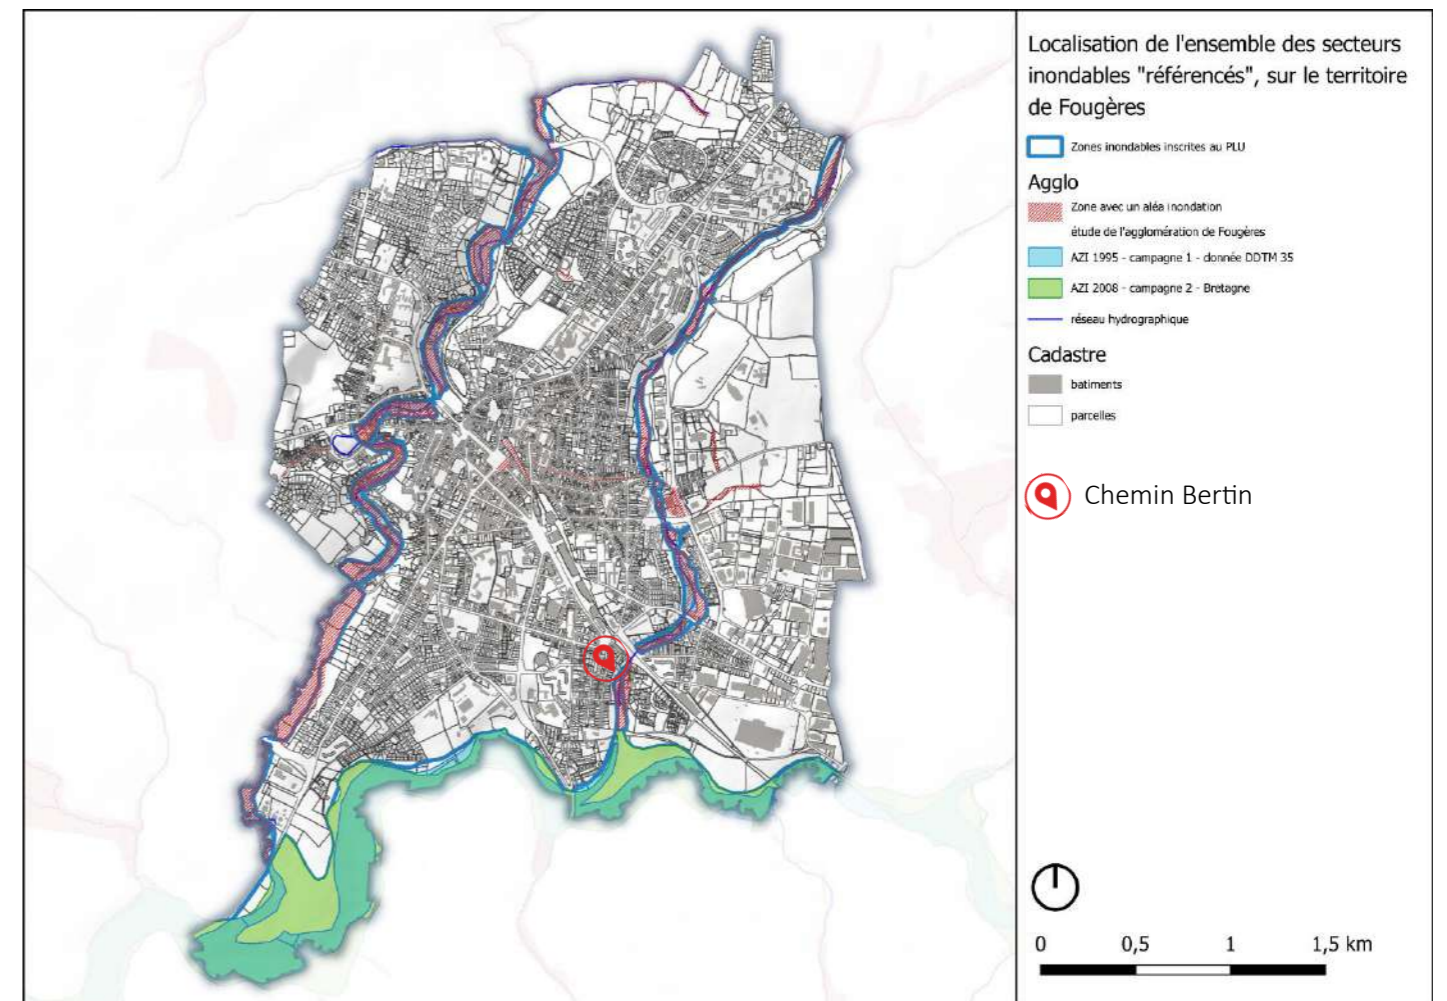 Localisation de l'ensemble des secteurs
inondables "référencés", sur le territoire
de Fougères
Zones inondables inscrites au PLU
Agglo
Zone avec un aléa inondation
étude de l'agglomération de Fougères
AZI 1995 - campagne 1 - donnée DDTM 35
AZI 2008 - campagne 2 - Bretagne
réseau hydrographique
Cadastre
batiments
parcelles
Chemin Bertin
0 0,5 1 1,5 km